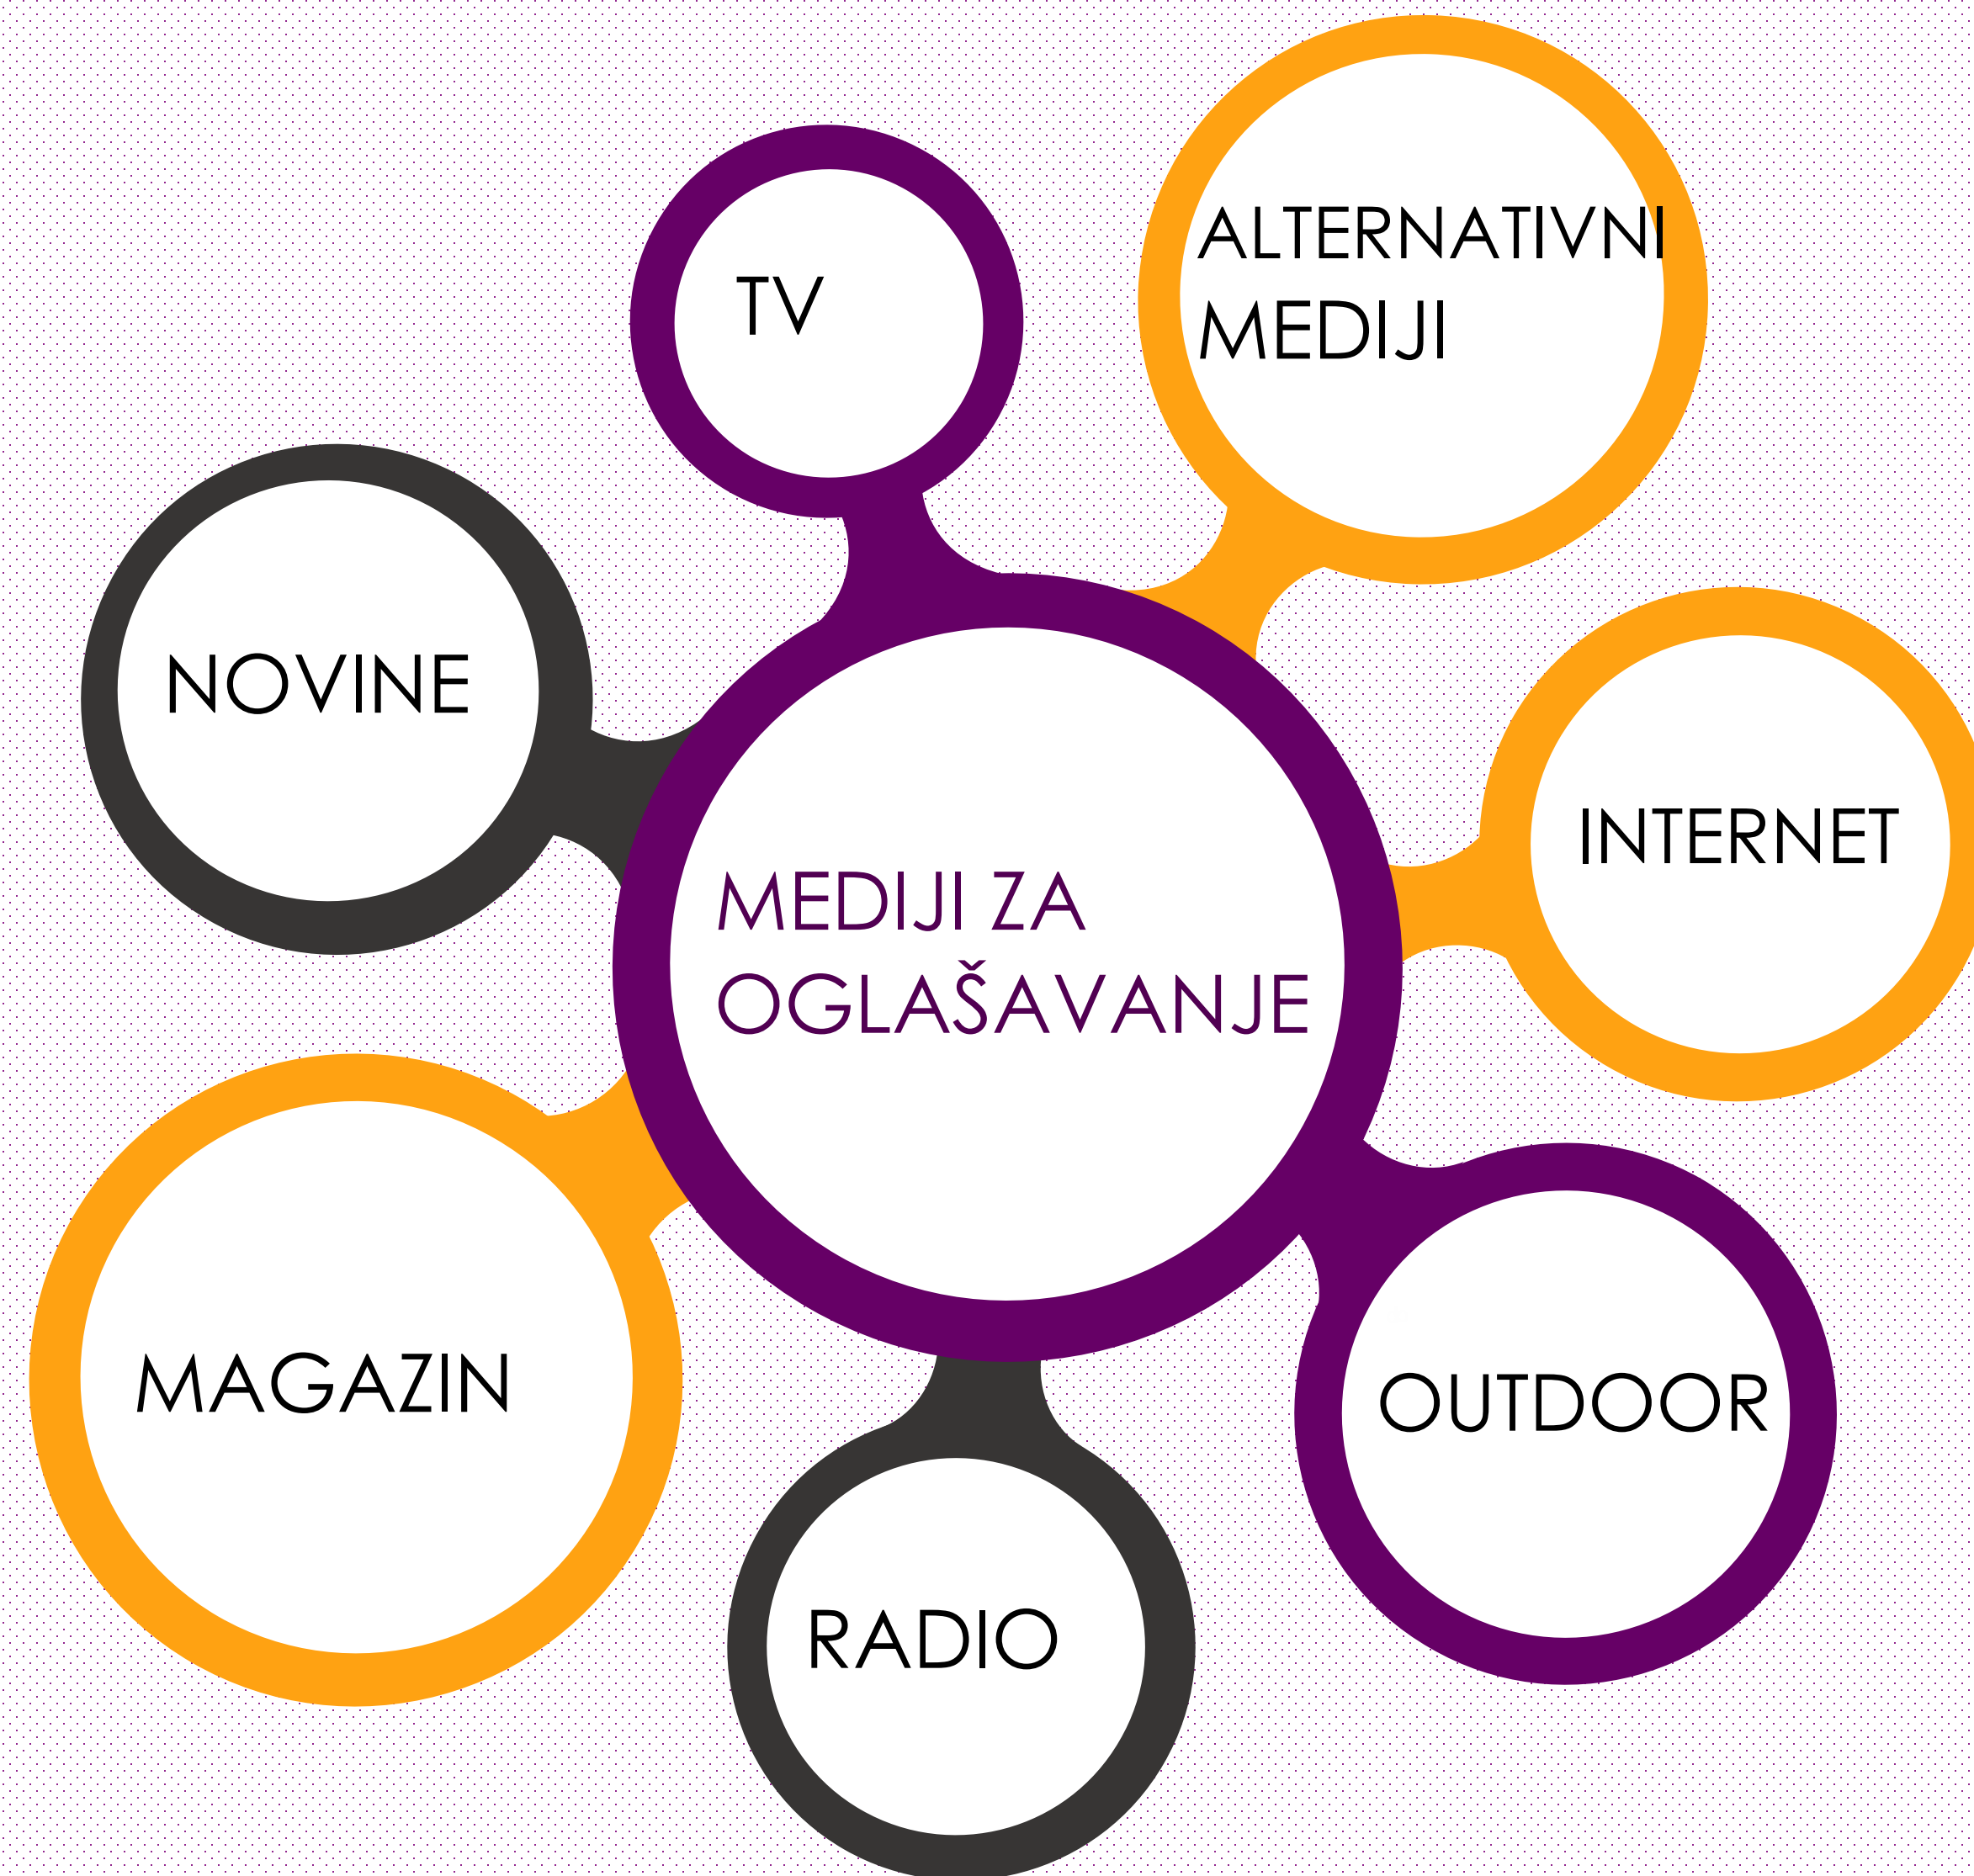 ALTERNATIVNI
MEDIJI
TV
NOVINE
INTERNET
MEDIJI ZA
OGLAŠAVANJE
MAGAZIN
OUTDOOR
RADIO